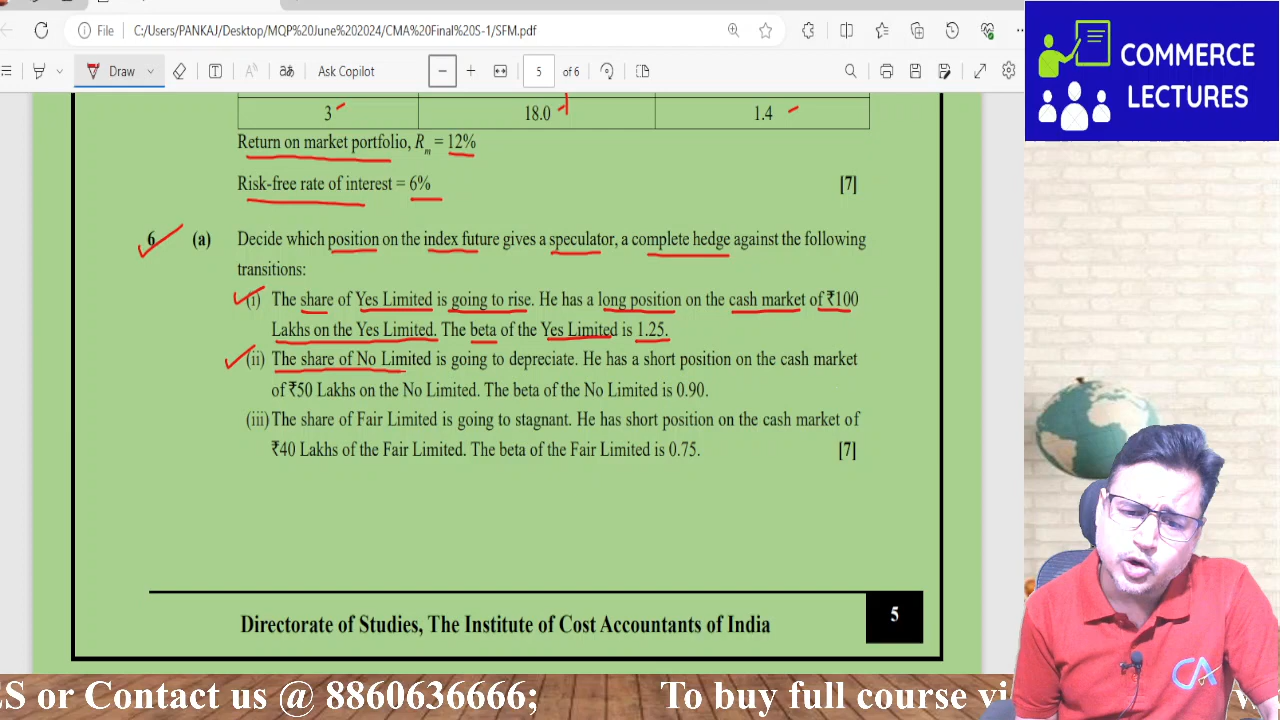 File C:/Users/PANKAJ/Desktop/MQP%20June%202024/CMA%20Final%20S-1/SFM.pdf
Draw
Ask Copilot
5
of 6
COMMERCE
LECTURES
3 18.0 1.4
Return on market portfolio, Rm = 12%
Risk-free rate of interest = 6% [7]
6 (a) Decide which position on the index future gives a speculator, a complete hedge against the following
transitions:
(i) The share of Yes Limited is going to rise. He has a long position on the cash market of ₹100
Lakhs on the Yes Limited. The beta of the Yes Limited is 1.25.
(ii) The share of No Limited is going to depreciate. He has a short position on the cash market
of ₹50 Lakhs on the No Limited. The beta of the No Limited is 0.90.
(iii) The share of Fair Limited is going to stagnant. He has short position on the cash market of
₹40 Lakhs of the Fair Limited. The beta of the Fair Limited is 0.75. [7]
Directorate of Studies, The Institute of Cost Accountants of India
5
CA
ES or Contact us @ 8860636666; To buy full course vi